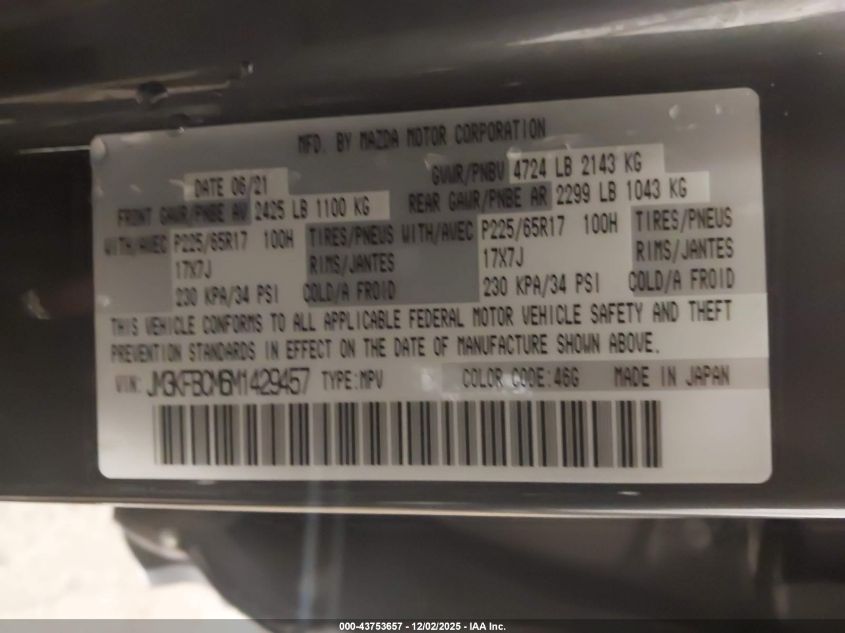 MFD. BY MAZDA MOTOR CORPORATION
DATE 06/21 GVWR/PNBV 4724 LB 2143 KG
FRONT GAWR/PNBE AV 2425 LB 1100 KG REAR GAWR/PNBE AR 2299 LB 1043 KG
WITH/AVEC P225/65R17 100H TIRES/PNEUS WITH/AVEC P225/65R17 100H TIRES/PNEUS
17X7J RIMS/JANTES 17X7J RIMS/JANTES
230 KPA/34 PSI COLD/A FROID 230 KPA/34 PSI COLD/A FROID
THIS VEHICLE CONFORMS TO ALL APPLICABLE FEDERAL MOTOR VEHICLE SAFETY AND THEFT
PREVENTION STANDARDS IN EFFECT ON THE DATE OF MANUFACTURE SHOWN ABOVE.
VIN: JM3KFBCM6M1429457 TYPE:MPV COLOR CODE:46G MADE IN JAPAN
000-43753657 - 12/02/2025 - IAA Inc.